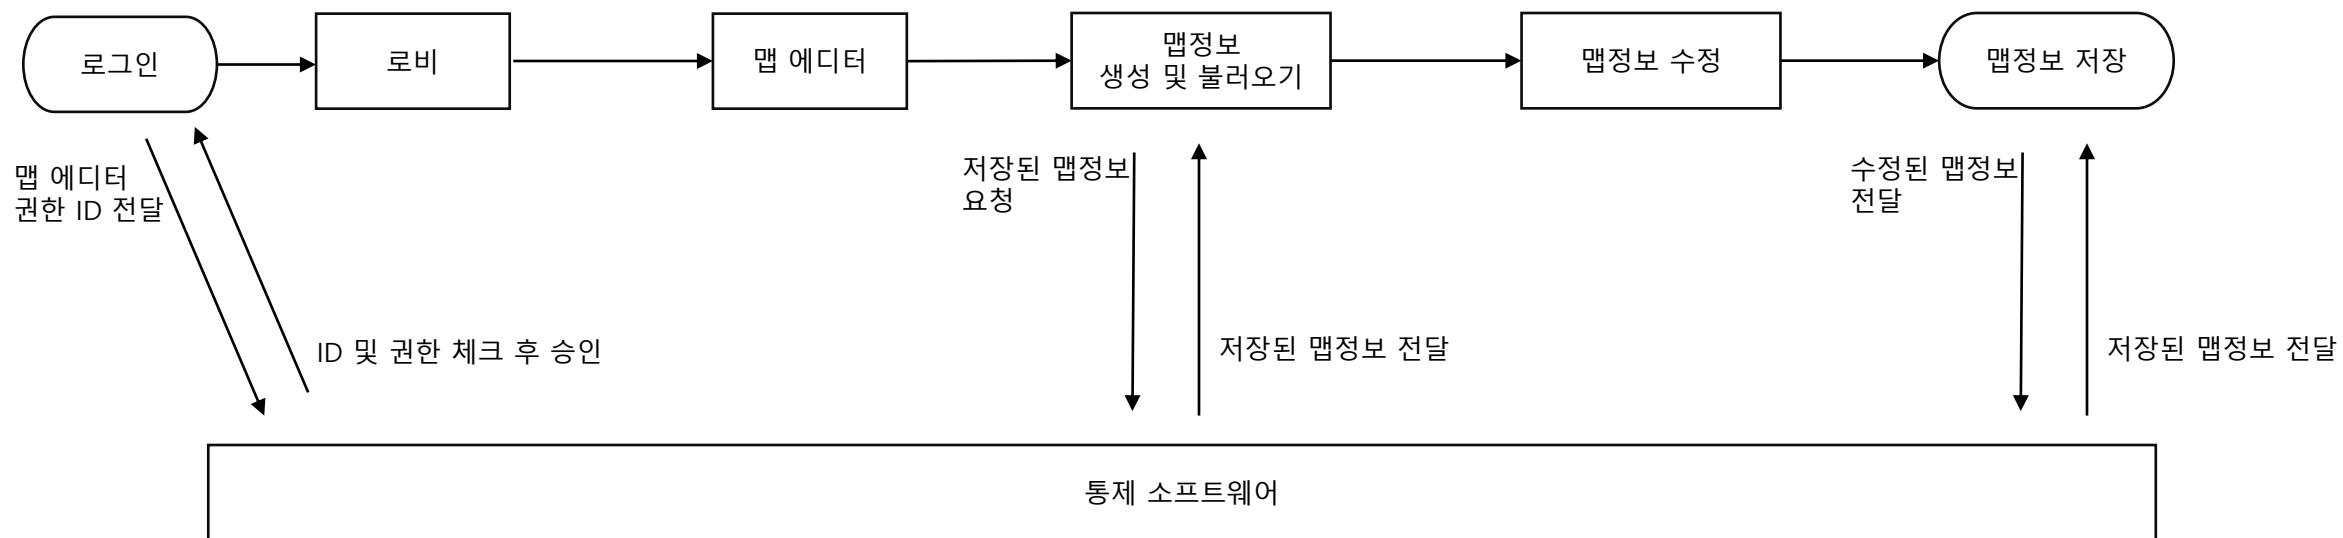 로그인
로비
맵 에디터
맵정보
생성 및 불러오기
맵정보 수정
맵정보 저장
맵 에디터
권한 ID 전달
저장된 맵정보
요청
수정된 맵정보
전달
ID 및 권한 체크 후 승인
저장된 맵정보 전달
저장된 맵정보 전달
통제 소프트웨어